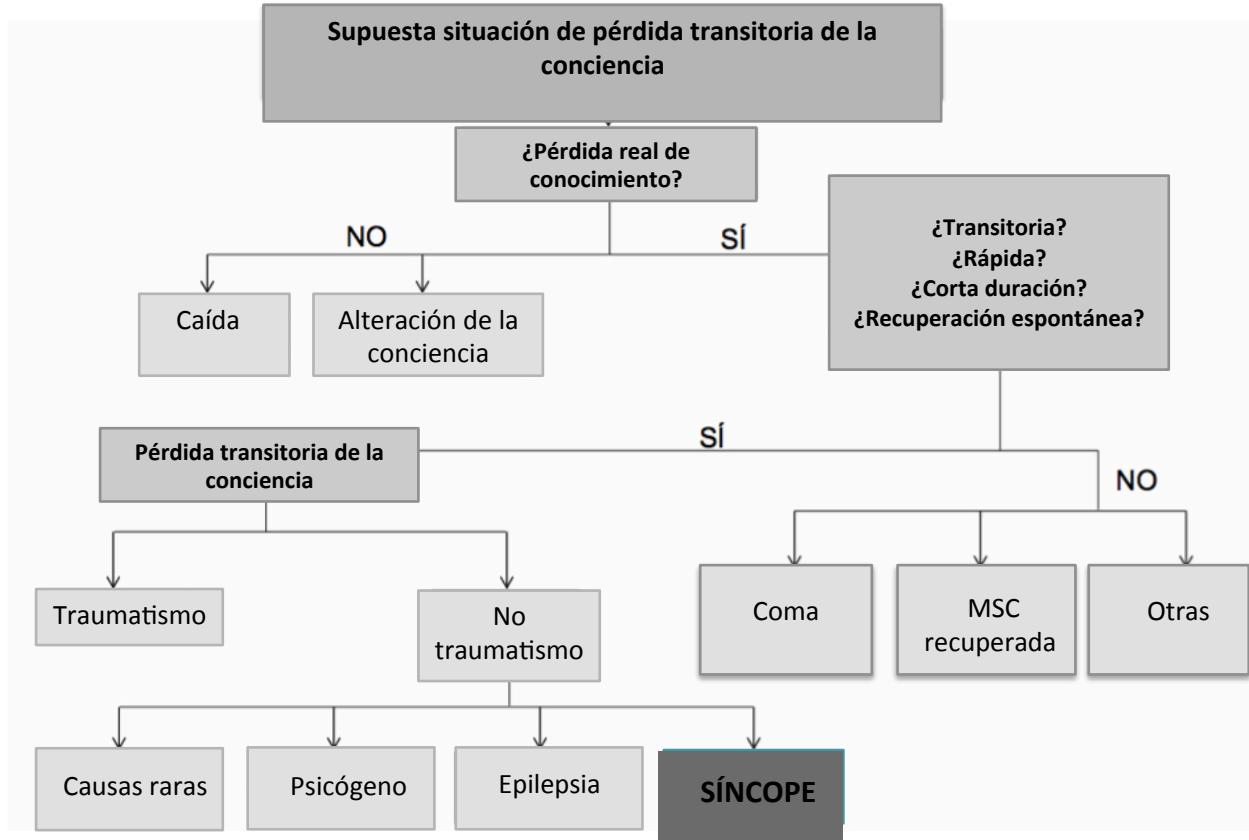 Supuesta situación de pérdida transitoria de la
conciencia
¿Pérdida real de
conocimiento?
NO
SÍ
¿Transitoria?
¿Rápida?
¿Corta duración?
¿Recuperación espontánea?
Caída
Alteración de la
conciencia
SÍ
NO
Pérdida transitoria de la
conciencia
Traumatismo
No
traumatismo
Coma
MSC
recuperada
Otras
Causas raras
Psicógeno
Epilepsia
SÍNCOPE